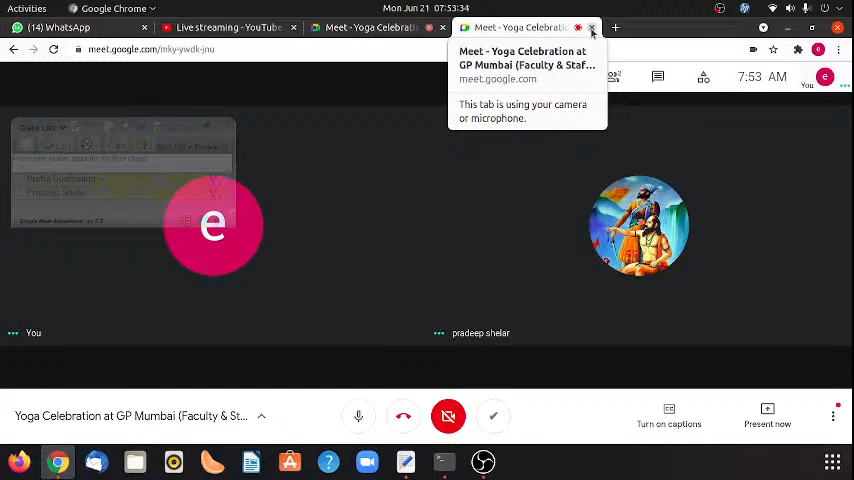 Activities
Google Chrome
Mon Jun 21 07:53:34
(14) WhatsApp
Live streaming - YouTube
Meet - Yoga Celebratio
Meet - Yoga Celebratio
meet.google.com/mky-ywdk-jnu
Meet - Yoga Celebration at
GP Mumbai (Faculty & Staf...
meet.google.com
This tab is using your camera
or microphone.
2
7:53 AM
You
e
e
Class List
e
You
pradeep shelar
Yoga Celebration at GP Mumbai (Faculty & St...
Turn on captions
Present now